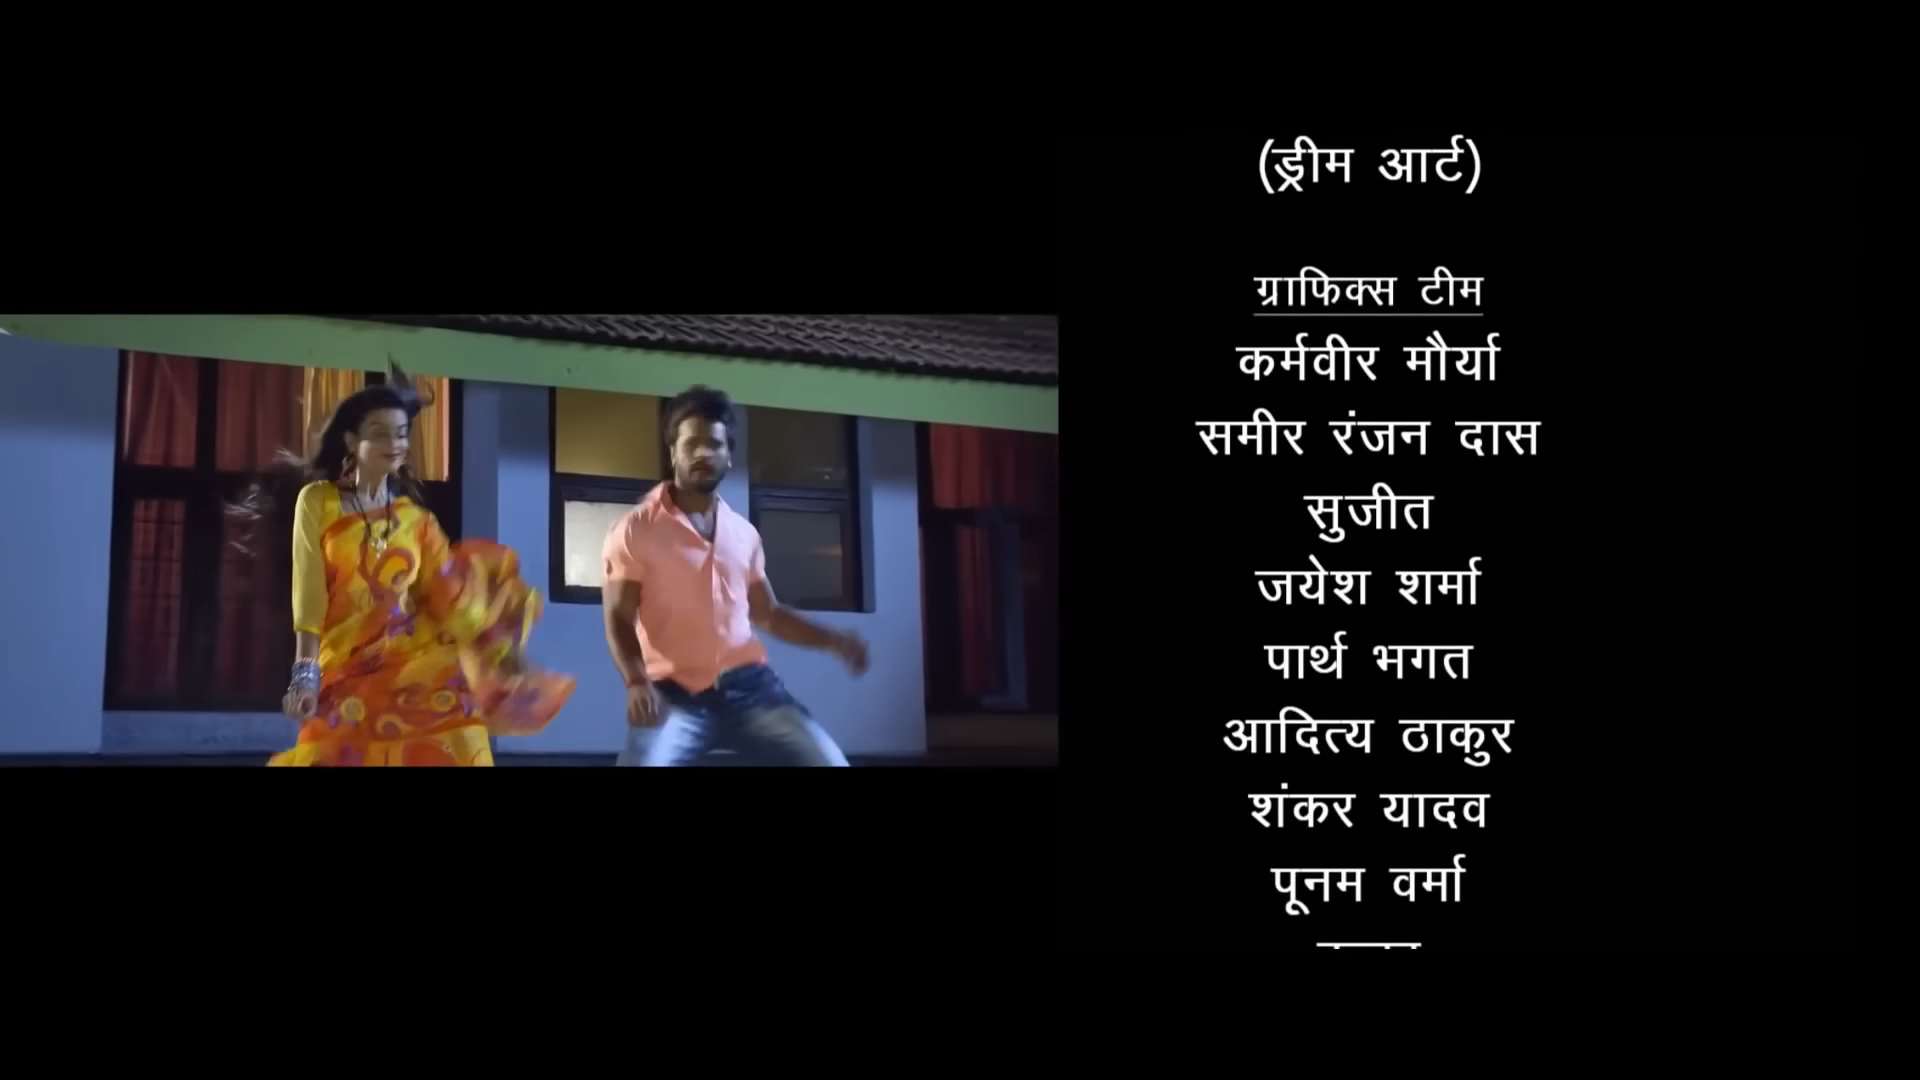 (ड्रीम आर्ट)
ग्राफिक्स टीम
कर्मवीर मौर्या
समीर रंजन दास
सुजीत
जयेश शर्मा
पार्थ भगत
आदित्य ठाकुर
शंकर यादव
पूनम वर्मा